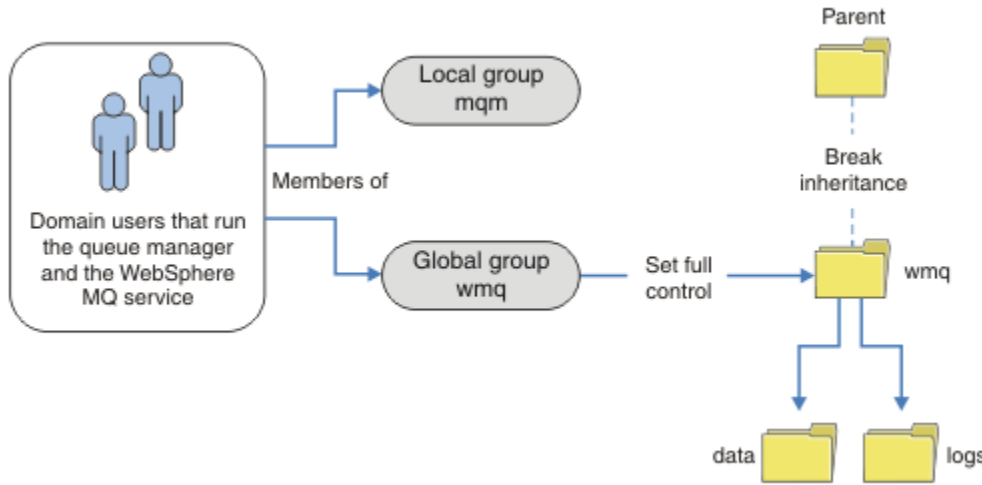 Parent
Local group
mqm
Members of
Break
inheritance
Domain users that run
the queue manager
and the WebSphere
MQ service
Global group
wmq
Set full
control
wmq
data
logs